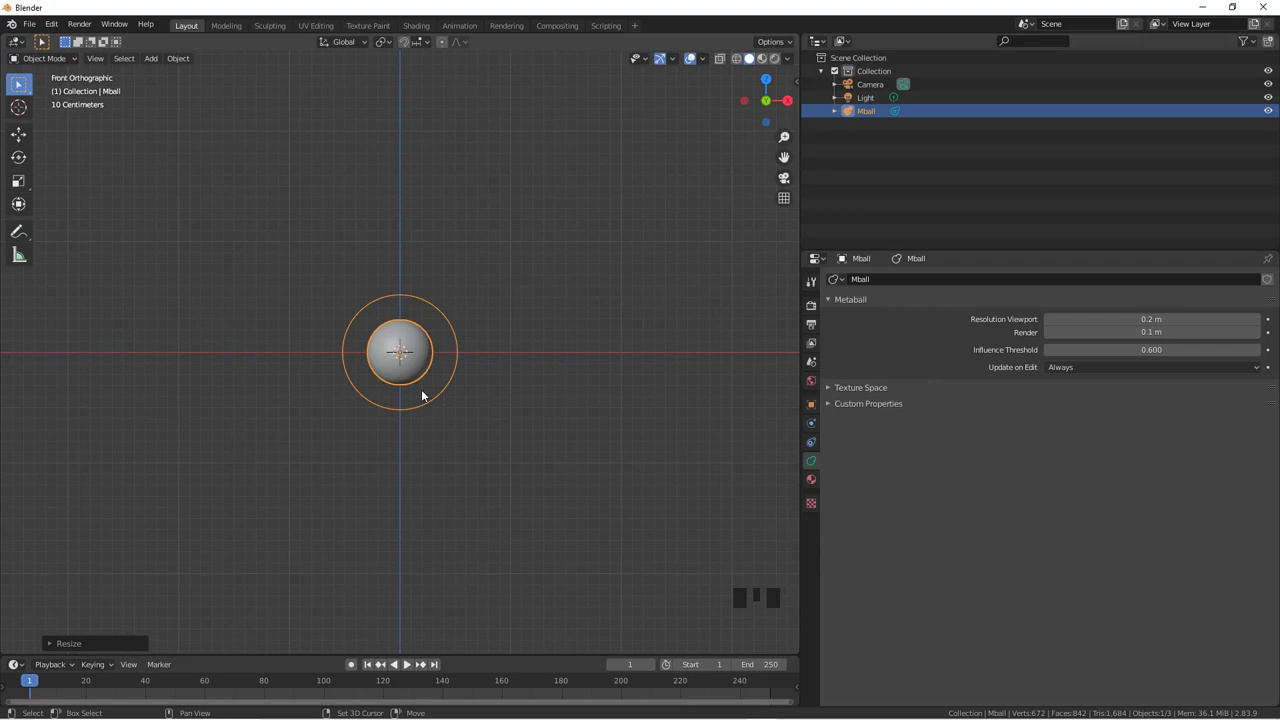 Blender
File Edit Render Window Help Layout Modeling Sculpting UV Editing Texture Paint Shading Animation Rendering Compositing Scripting + Scene View Layer
Global Options
Object Mode View Select Add Object
Front Orthographic
(1) Collection | Mball
10 Centimeters
Z
Y
X
Scene Collection
Collection
Camera
Light
Mball
Mball Mball
Mball
Metaball
Resolution Viewport 0.2 m
Render 0.1 m
Influence Threshold 0.600
Update on Edit Always
Texture Space
Custom Properties
Resize
Playback Keying View Marker 1 Start 1 End 250
1 20 40 60 80 100 120 140 160 180 200 220 240
Select Box Select Pan View Set 3D Cursor Move Collection | Mball | Verts:672 | Faces:842 | Tris:1,684 | Objects:1/3 | Mem: 36.1 MiB | 2.83.9